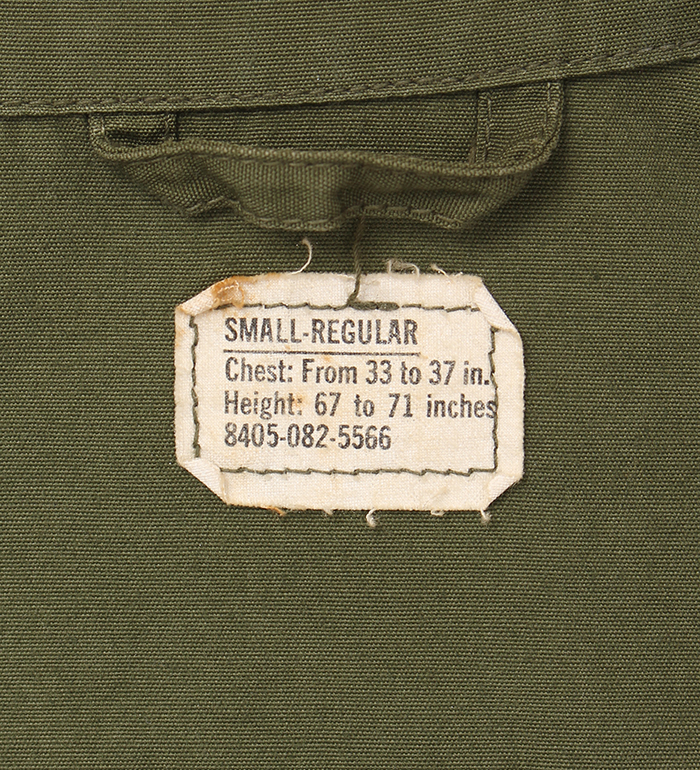 SMALL-REGULAR
Chest: From 33 to 37 in.
Height: 67 to 71 inches
8405-082-5566